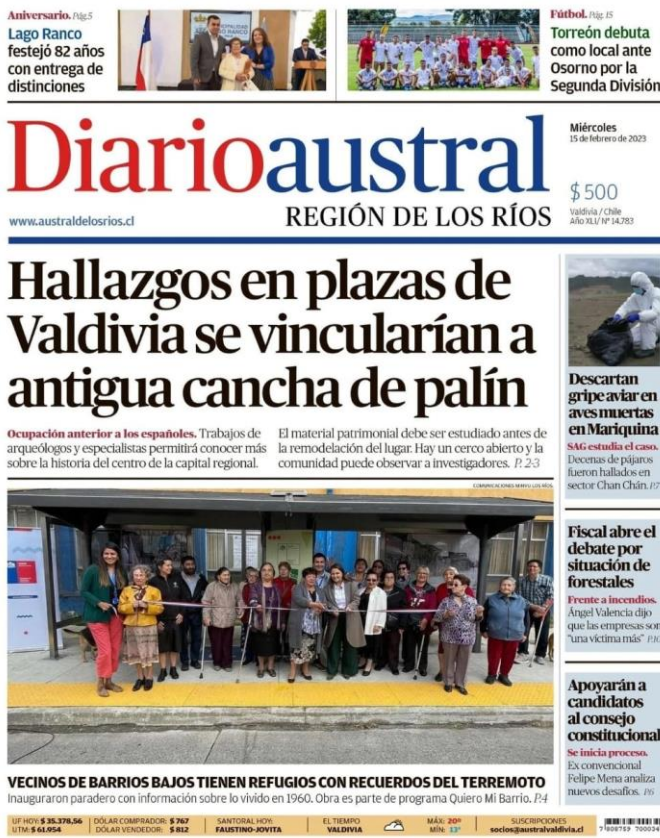 Aniversario. Pág.5
Lago Ranco
festejó 82 años
con entrega de
distinciones
Fútbol. Pág. 15
Torreón debuta
como local ante
Osorno por la
Segunda División
Diarioaustral
REGIÓN DE LOS RÍOS
www.australdelosrios.cl
Miércoles
15 de febrero de 2023
$500
Valdivia / Chile
Año XLI/ Nº 14.783
Hallazgos en plazas de
Valdivia se vincularían a
antigua cancha de palín
Ocupación anterior a los españoles. Trabajos de
arqueólogos y especialistas permitirá conocer más
sobre la historia del centro de la capital regional.
El material patrimonial debe ser estudiado antes de
la remodelación del lugar. Hay un cerco abierto y la
comunidad puede observar a investigadores. P. 2-3
COMUNICACIONES MINVU LOS RÍOS.
VECINOS DE BARRIOS BAJOS TIENEN REFUGIOS CON RECUERDOS DEL TERREMOTO
Inauguraron paradero con información sobre lo vivido en 1960. Obra es parte de programa Quiero Mi Barrio. P.4
Descartan
gripe aviar en
aves muertas
en Mariquina
SAG estudia el caso.
Decenas de pájaros
fueron hallados en
sector Chan Chán. P.7
Fiscal abre el
debate por
situación de
forestales
Frente a incendios.
Ángel Valencia dijo
que las empresas son
"una víctima más" P.10
Apoyarán a
candidatos
al consejo
constitucional
Se inicia proceso.
Ex convencional
Felipe Mena analiza
nuevos desafíos. P.6
UF HOY: $ 35.378,56
UTM: $ 61.954
DÓLAR COMPRADOR: $ 767
DÓLAR VENDEDOR: $ 812
SANTORAL HOY:
FAUSTINO-JOVITA
EL TIEMPO
VALDIVIA
MÁX: 20º
MÍN: 12º
SUSCRIPCIONES
socios@australvaldivia.cl